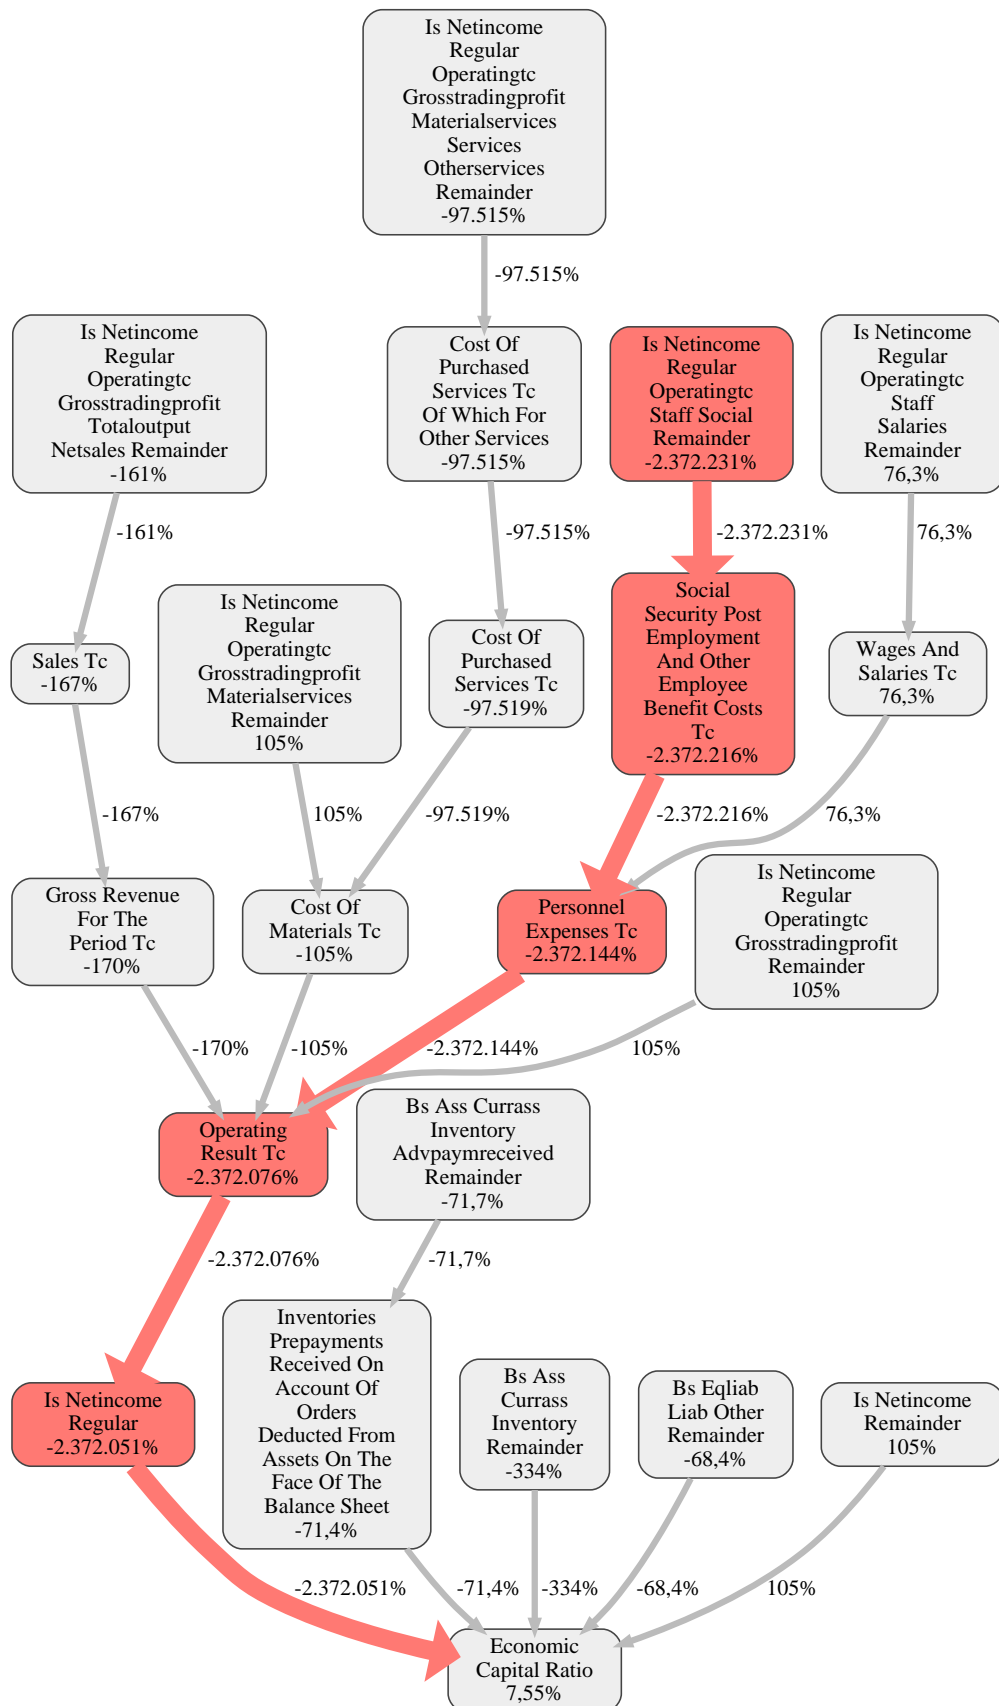 Is Netincome
Regular
Operatingtc
Grosstradingprofit
Materialservices
Services
Otherservices
Remainder
-97.515%
-97.515%
Is Netincome
Regular
Operatingtc
Grosstradingprofit
Totaloutput
Netsales Remainder
-161%
Cost Of
Purchased
Services Tc
Of Which For
Other Services
-97.515%
Is Netincome
Regular
Operatingtc
Staff Social
Remainder
-2.372.231%
Is Netincome
Regular
Operatingtc
Staff
Salaries
Remainder
76,3%
-161%
-97.515%
-2.372.231%
76,3%
Is Netincome
Regular
Operatingtc
Grosstradingprofit
Materialservices
Remainder
105%
Social
Security Post
Employment
And Other
Employee
Benefit Costs
Tc
-2.372.216%
Sales Tc
-167%
Cost Of
Purchased
Services Tc
-97.519%
Wages And
Salaries Tc
76,3%
-167%
105%
-97.519%
-2.372.216%
76,3%
Gross Revenue
For The
Period Tc
-170%
Cost Of
Materials Tc
-105%
Personnel
Expenses Tc
-2.372.144%
Is Netincome
Regular
Operatingtc
Grosstradingprofit
Remainder
105%
-170%
-105%
-2.372.144%
105%
Operating
Result Tc
-2.372.076%
Bs Ass Currass
Inventory
Advpaymreceived
Remainder
-71,7%
-2.372.076%
-71,7%
Is Netincome
Regular
-2.372.051%
Inventories
Prepayments
Received On
Account Of
Orders
Deducted From
Assets On The
Face Of The
Balance Sheet
-71,4%
Bs Ass
Currass
Inventory
Remainder
-334%
Bs Eqliab
Liab Other
Remainder
-68,4%
Is Netincome
Remainder
105%
-2.372.051%
-71,4%
-334%
-68,4%
105%
Economic
Capital Ratio
7,55%